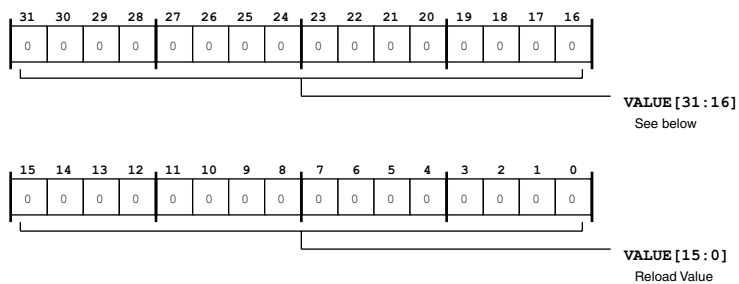 31 30 29 28 27 26 25 24 23 22 21 20 19 18 17 16
0 0 0 0 0 0 0 0 0 0 0 0 0 0 0 0
VALUE[31:16]
See below
15 14 13 12 11 10 9 8 7 6 5 4 3 2 1 0
0 0 0 0 0 0 0 0 0 0 0 0 0 0 0 0
VALUE[15:0]
Reload Value